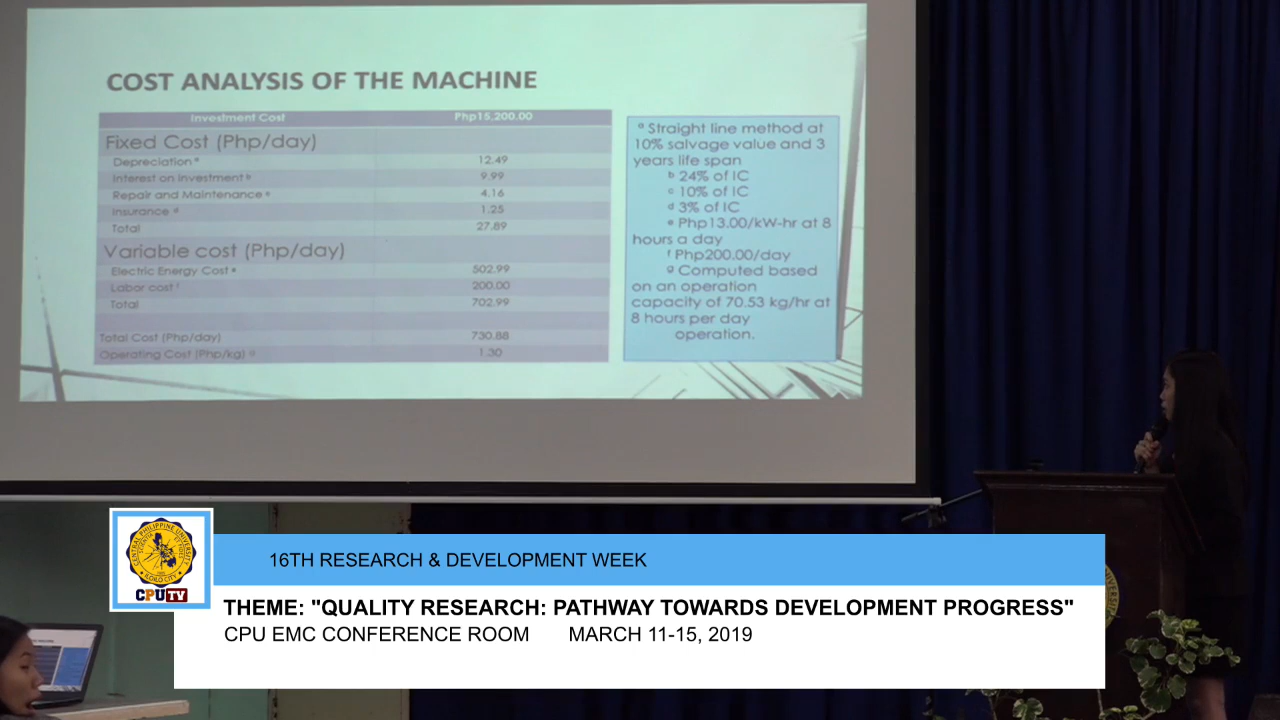 COST ANALYSIS OF THE MACHINE
Investment Cost Php15,200.00
Fixed Cost (Php/day)
Depreciation a 12.49
Interest on Investment b 9.99
Repair and Maintenance c 4.16
Insurance d 1.25
Total 27.89
Variable cost (Php/day)
Electric Energy Cost e 502.99
Labor cost f 200.00
Total 702.99
Total Cost (Php/day) 730.88
Operating Cost (Php/kg) g 1.30
a Straight line method at
10% salvage value and 3
years life span
b 24% of IC
c 10% of IC
d 3% of IC
e Php13.00/kW-hr at 8
hours a day
f Php200.00/day
g Computed based
on an operation
capacity of 70.53 kg/hr at
8 hours per day
operation.
CENTRAL PHILIPPINE UNIVERSITY
ILOILO CITY
CPUTV
16TH RESEARCH & DEVELOPMENT WEEK
THEME: "QUALITY RESEARCH: PATHWAY TOWARDS DEVELOPMENT PROGRESS"
CPU EMC CONFERENCE ROOM MARCH 11-15, 2019